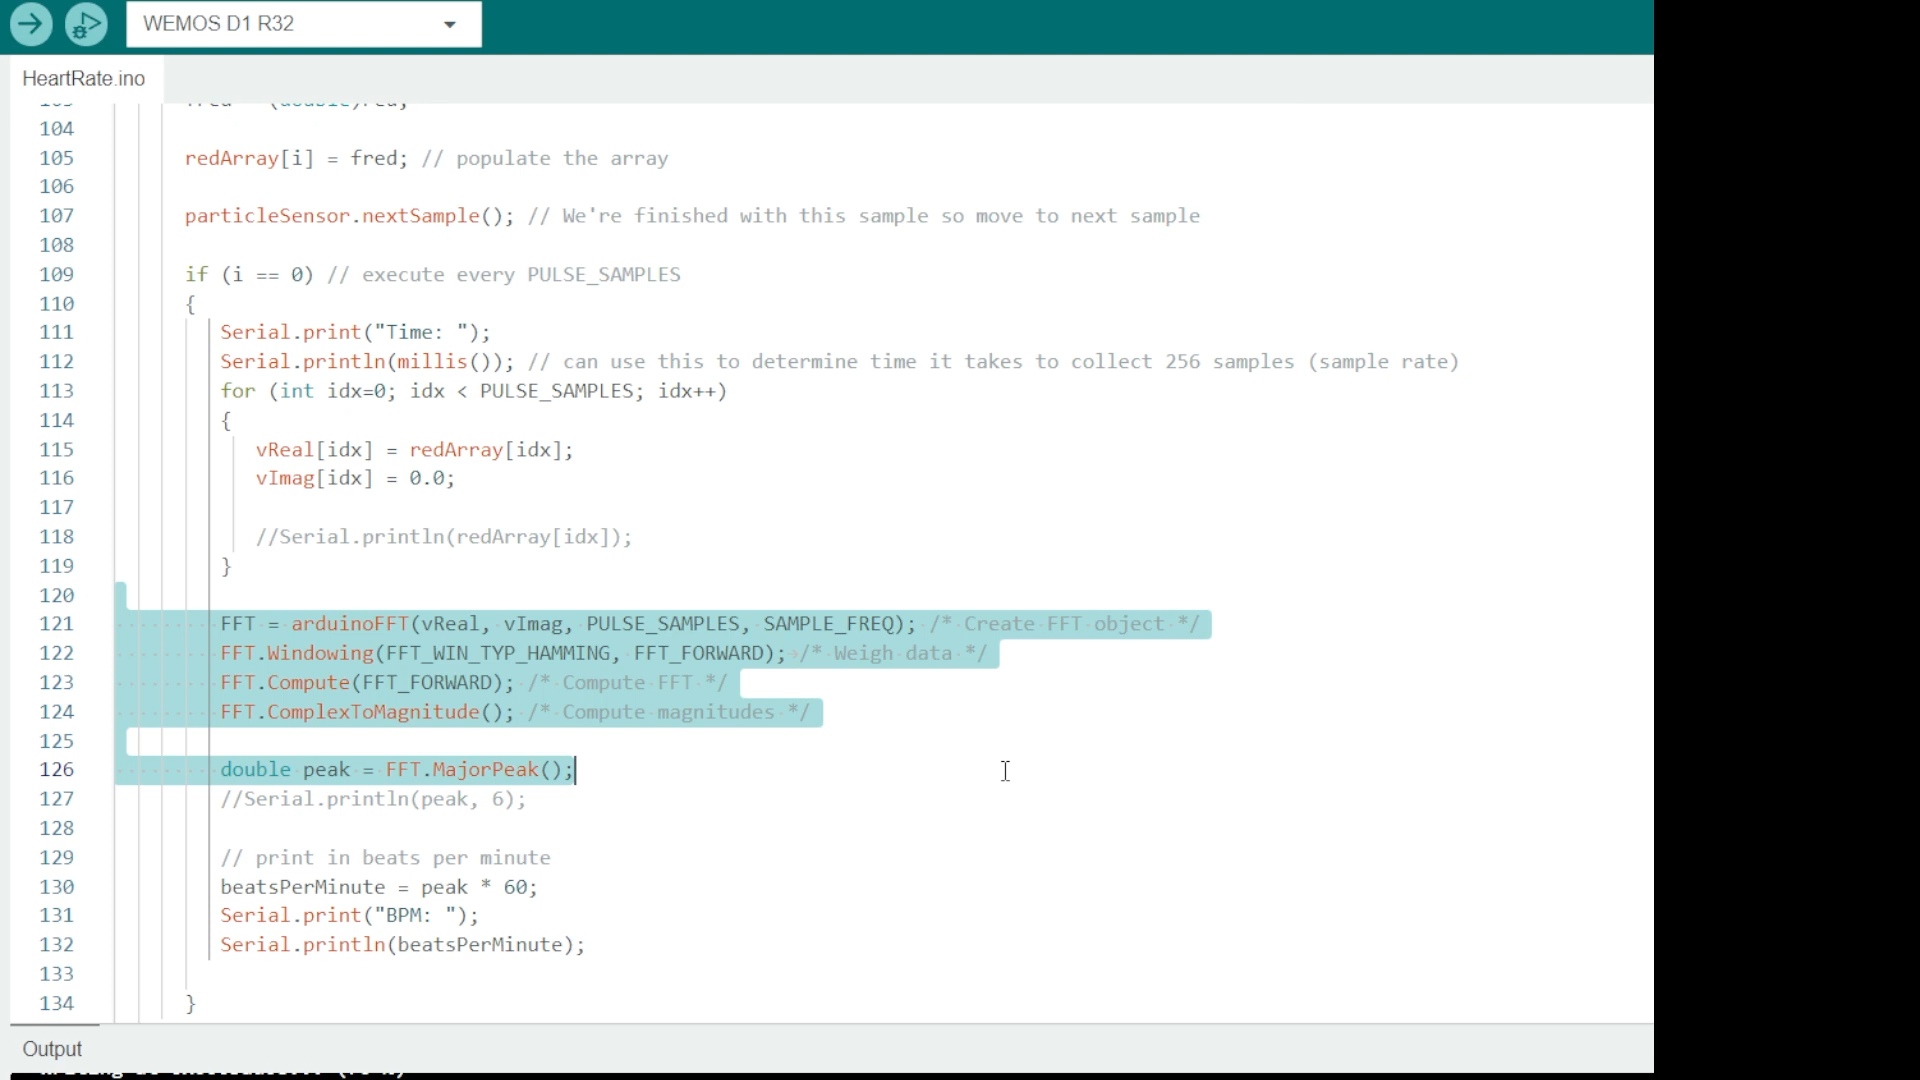 WEMOS D1 R32
HeartRate.ino
104
105 redArray[i] = fred; // populate the array
106
107 particleSensor.nextSample(); // We're finished with this sample so move to next sample
108
109 if (i == 0) // execute every PULSE_SAMPLES
110 {
111 Serial.print("Time: ");
112 Serial.println(millis()); // can use this to determine time it takes to collect 256 samples (sample rate)
113 for (int idx=0; idx < PULSE_SAMPLES; idx++)
114 {
115 vReal[idx] = redArray[idx];
116 vImag[idx] = 0.0;
117
118 //Serial.println(redArray[idx]);
119 }
120
121 FFT = arduinoFFT(vReal, vImag, PULSE_SAMPLES, SAMPLE_FREQ); /* Create FFT object */
122 FFT.Windowing(FFT_WIN_TYP_HAMMING, FFT_FORWARD); /* Weigh data */
123 FFT.Compute(FFT_FORWARD); /* Compute FFT */
124 FFT.ComplexToMagnitude(); /* Compute magnitudes */
125
126 double peak = FFT.MajorPeak();
127 //Serial.println(peak, 6);
128
129 // print in beats per minute
130 beatsPerMinute = peak * 60;
131 Serial.print("BPM: ");
132 Serial.println(beatsPerMinute);
133
134 }
Output